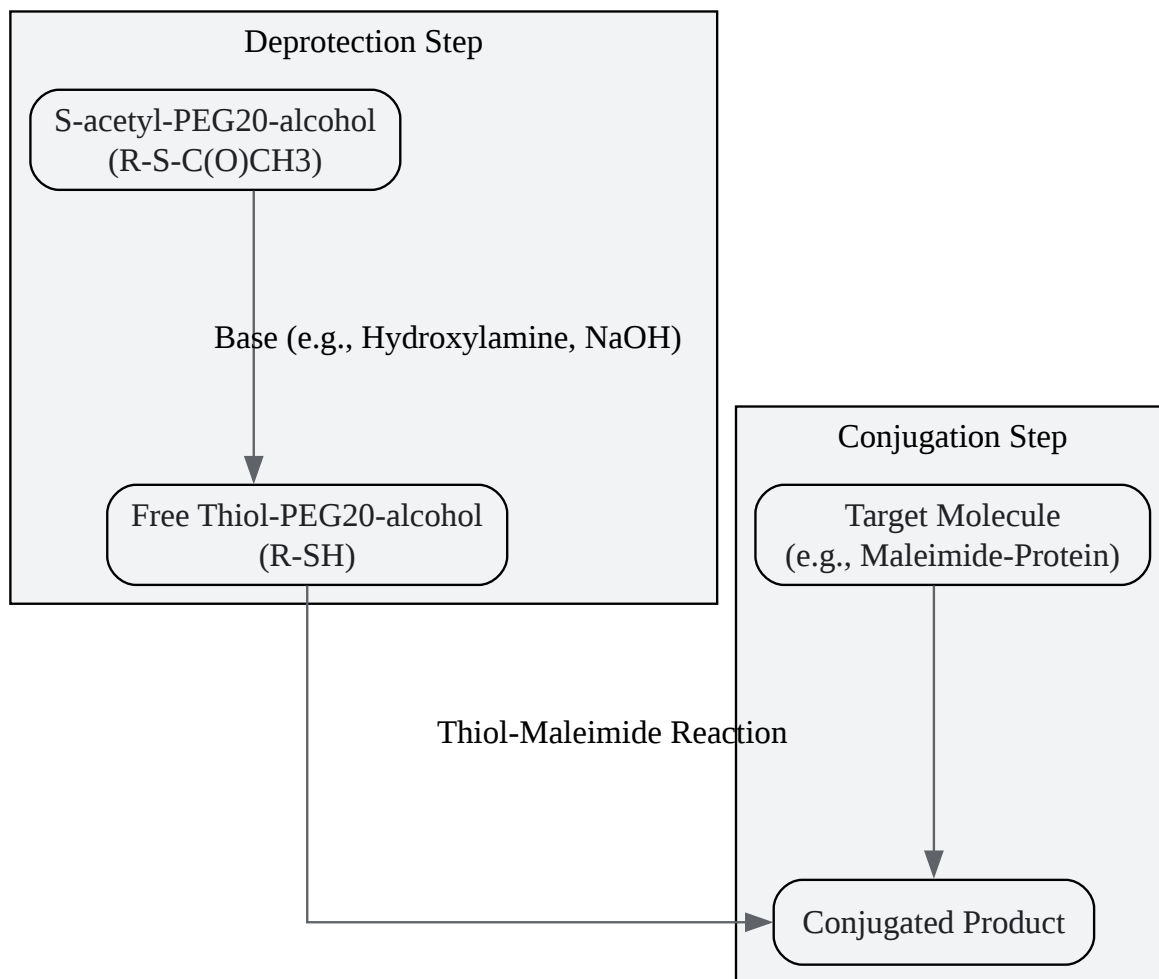 Deprotection Step
S-acetyl-PEG20-alcohol
(R-S-C(O)CH3)
Base (e.g., Hydroxylamine, NaOH)
Free Thiol-PEG20-alcohol
(R-SH)
Conjugation Step
Target Molecule
(e.g., Maleimide-Protein)
Thiol-Maleimide Reaction
Conjugated Product